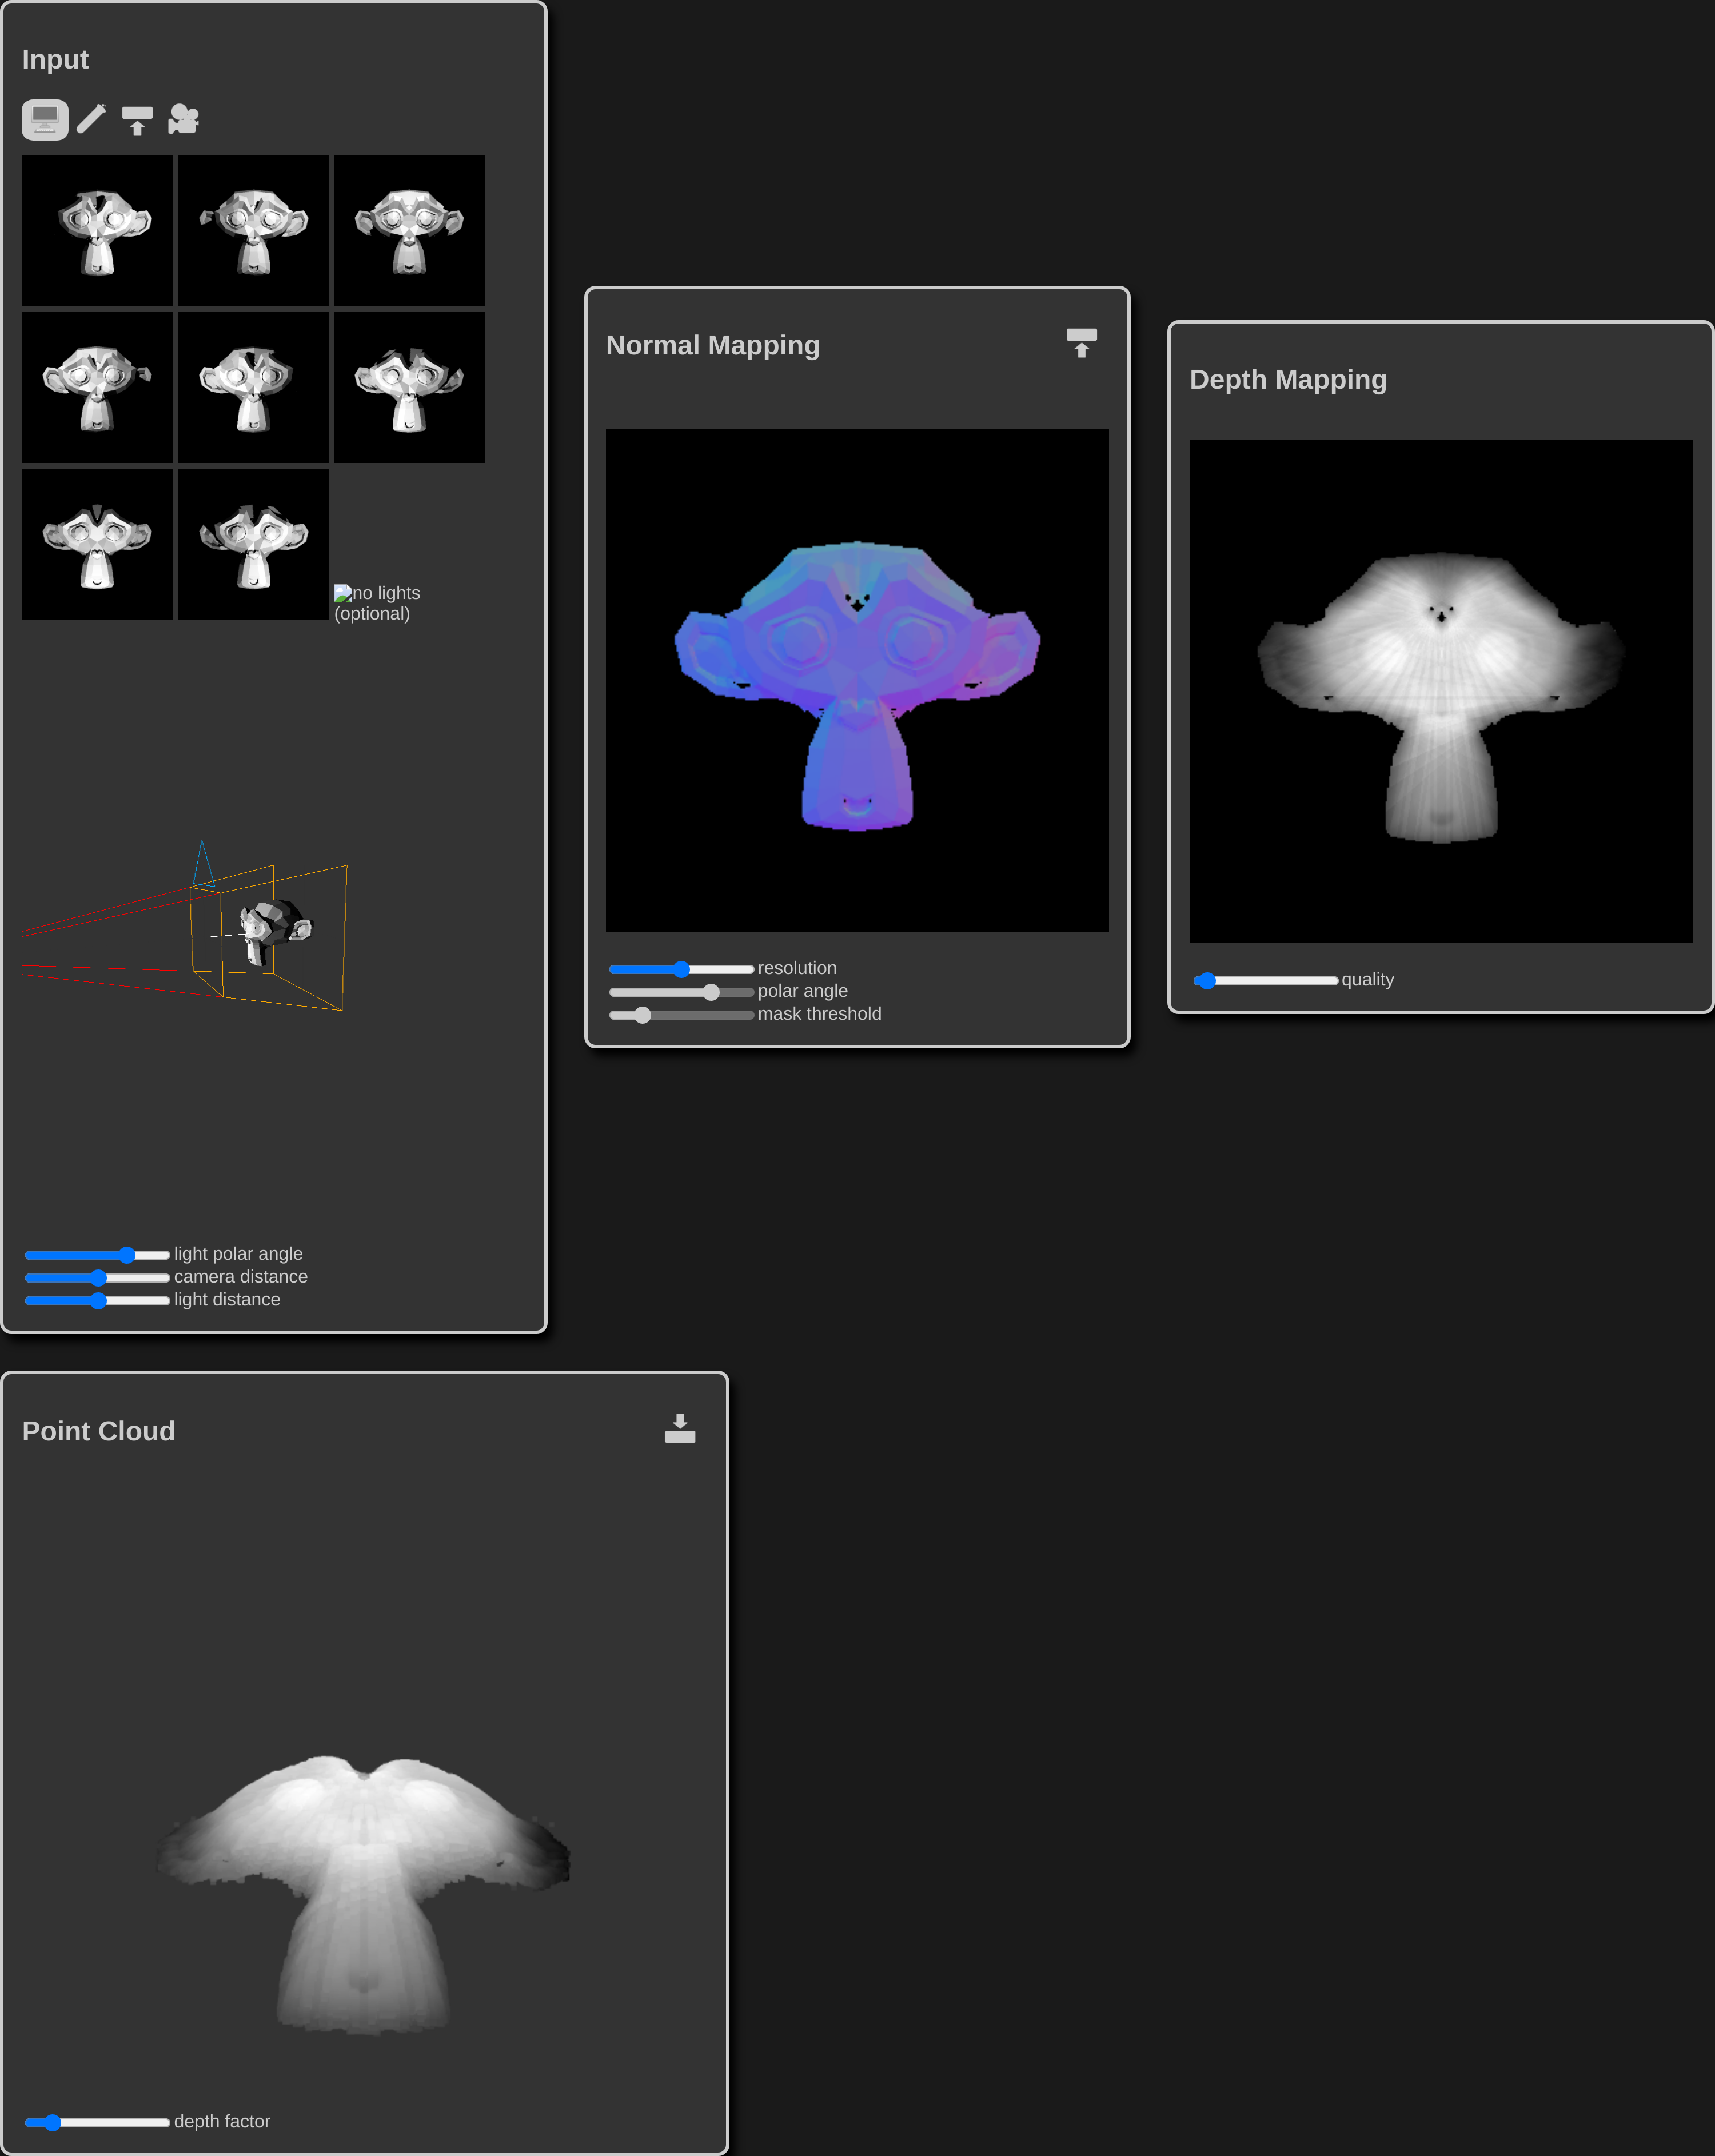 Input
no lights
(optional)
light polar angle
camera distance
light distance
Normal Mapping
resolution
polar angle
mask threshold
Depth Mapping
quality
Point Cloud
depth factor